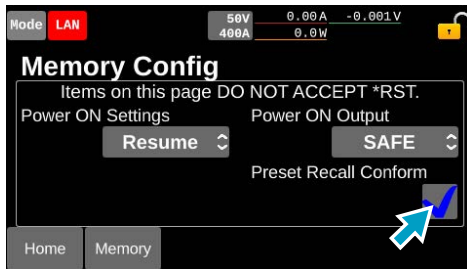 Mode LAN 50V 400A 0.00A -0.001V 0.0W
Memory Config
Items on this page DO NOT ACCEPT *RST.
Power ON Settings Power ON Output
Resume SAFE
Preset Recall Conform
Home Memory